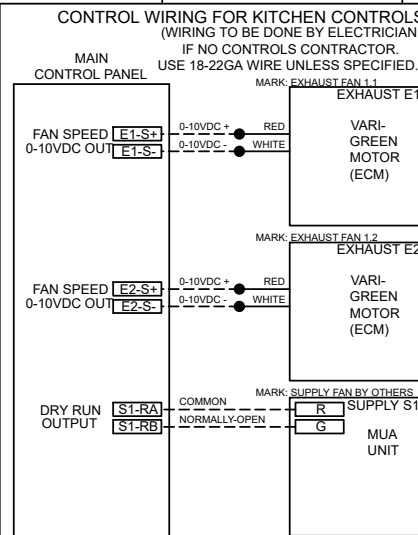 CONTROL WIRING FOR KITCHEN CONTROLS
(WIRING TO BE DONE BY ELECTRICIAN
IF NO CONTROLS CONTRACTOR.
USE 18-22GA WIRE UNLESS SPECIFIED.
MAIN
CONTROL PANEL
MARK: EXHAUST FAN 1.1
EXHAUST E1
FAN SPEED E1-S+ 0-10VDC + RED
0-10VDC OUT E1-S- 0-10VDC - WHITE
VARI-
GREEN
MOTOR
(ECM)
MARK: EXHAUST FAN 1.2
EXHAUST E2
FAN SPEED E2-S+ 0-10VDC + RED
0-10VDC OUT E2-S- 0-10VDC - WHITE
VARI-
GREEN
MOTOR
(ECM)
MARK: SUPPLY FAN BY OTHERS
DRY RUN S1-RA COMMON R SUPPLY S1
OUTPUT S1-RB NORMALLY-OPEN G
MUA
UNIT